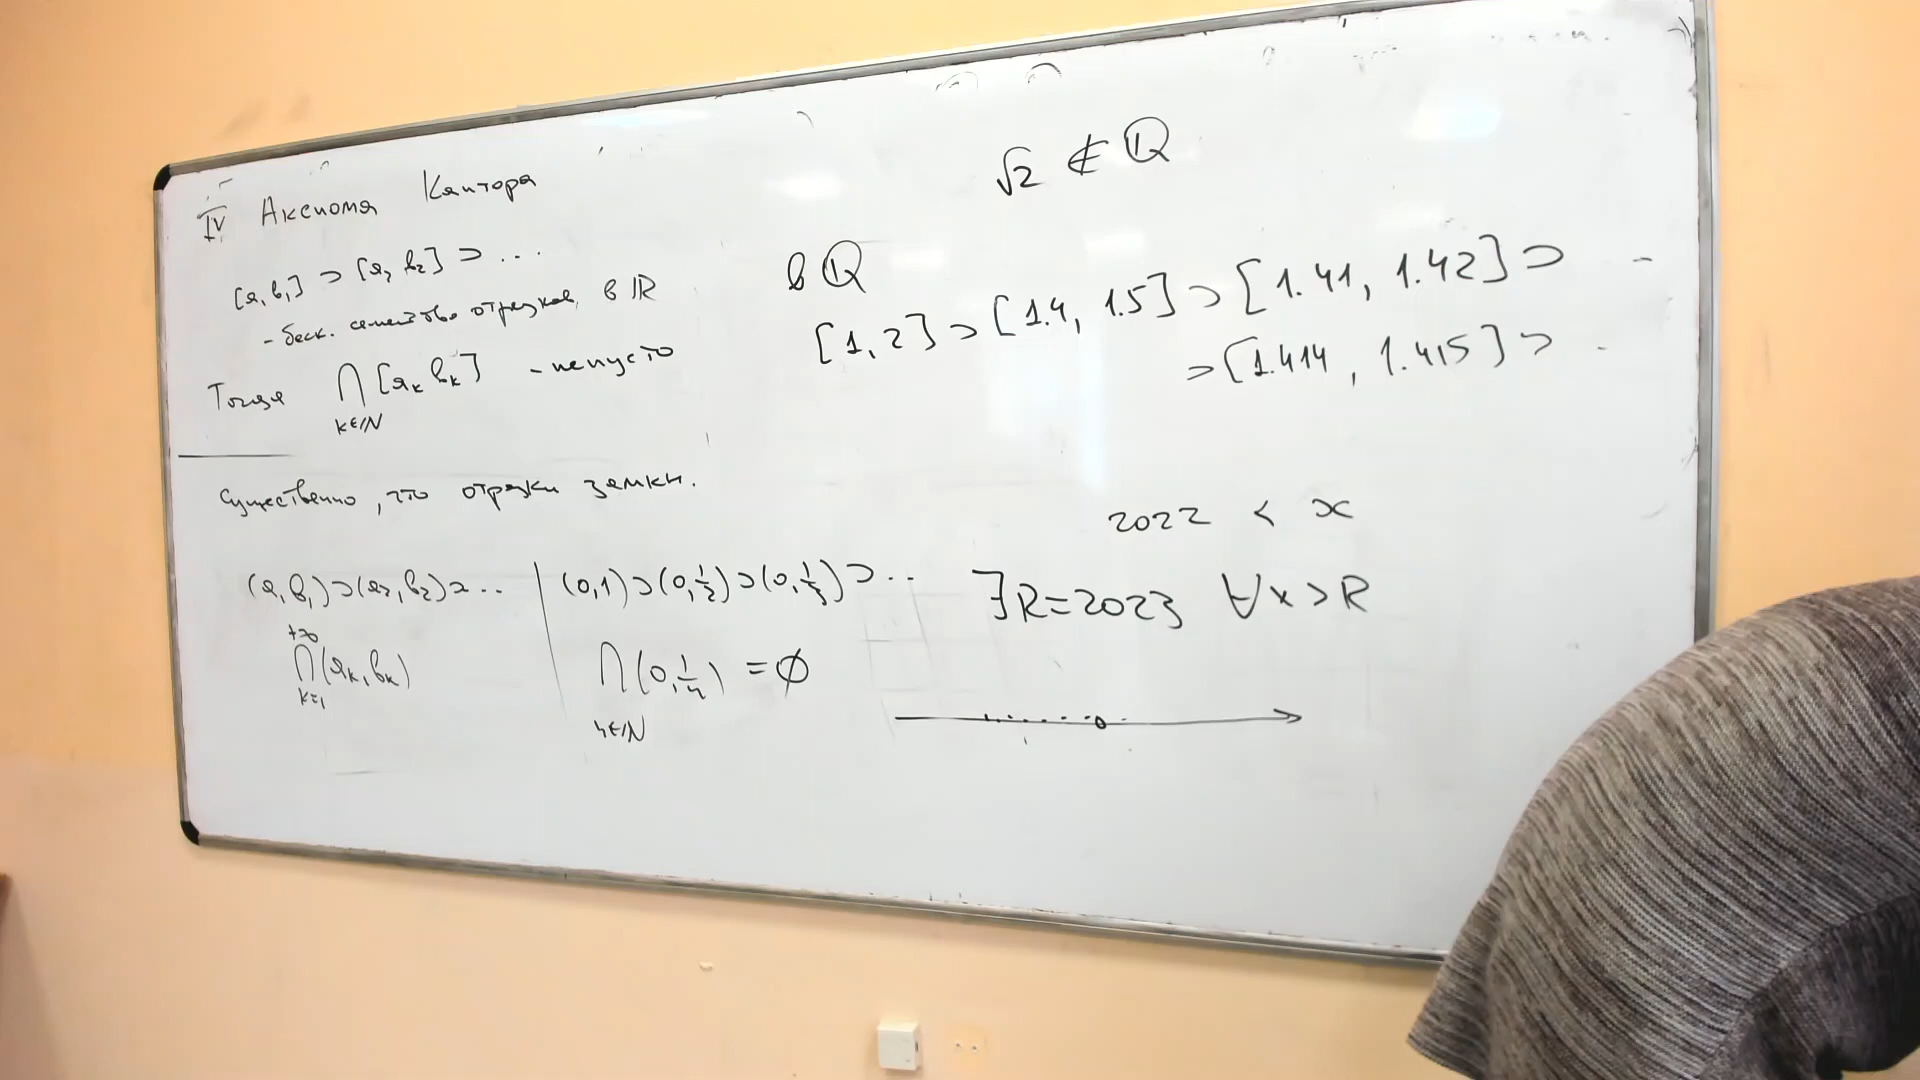 IV Аксиома Кантора
[a₁ b₁] ⊃ [a₂ b₂] ⊃ ...
- беск. семейство отрезков, в ℝ
Тогда ⋂ [aₖ bₖ] - непусто
k∈ℕ
Существенно, что отрезки замкн.
(a₁ b₁) ⊃ (a₂, b₂) ⊃ ...
+∞
⋂ (aₖ, bₖ)
k=1
(0,1) ⊃ (0, 1/2) ⊃ (0, 1/3) ⊃ ...
⋂ (0, 1/n) = ∅
n∈ℕ
√2 ∉ ℚ
в ℚ
[1, 2] ⊃ [1.4, 1.5] ⊃ [1.41, 1.42] ⊃
⊃ [1.414, 1.415] ⊃ ..
2022 < x
∃ R = 2023 ∀x > R